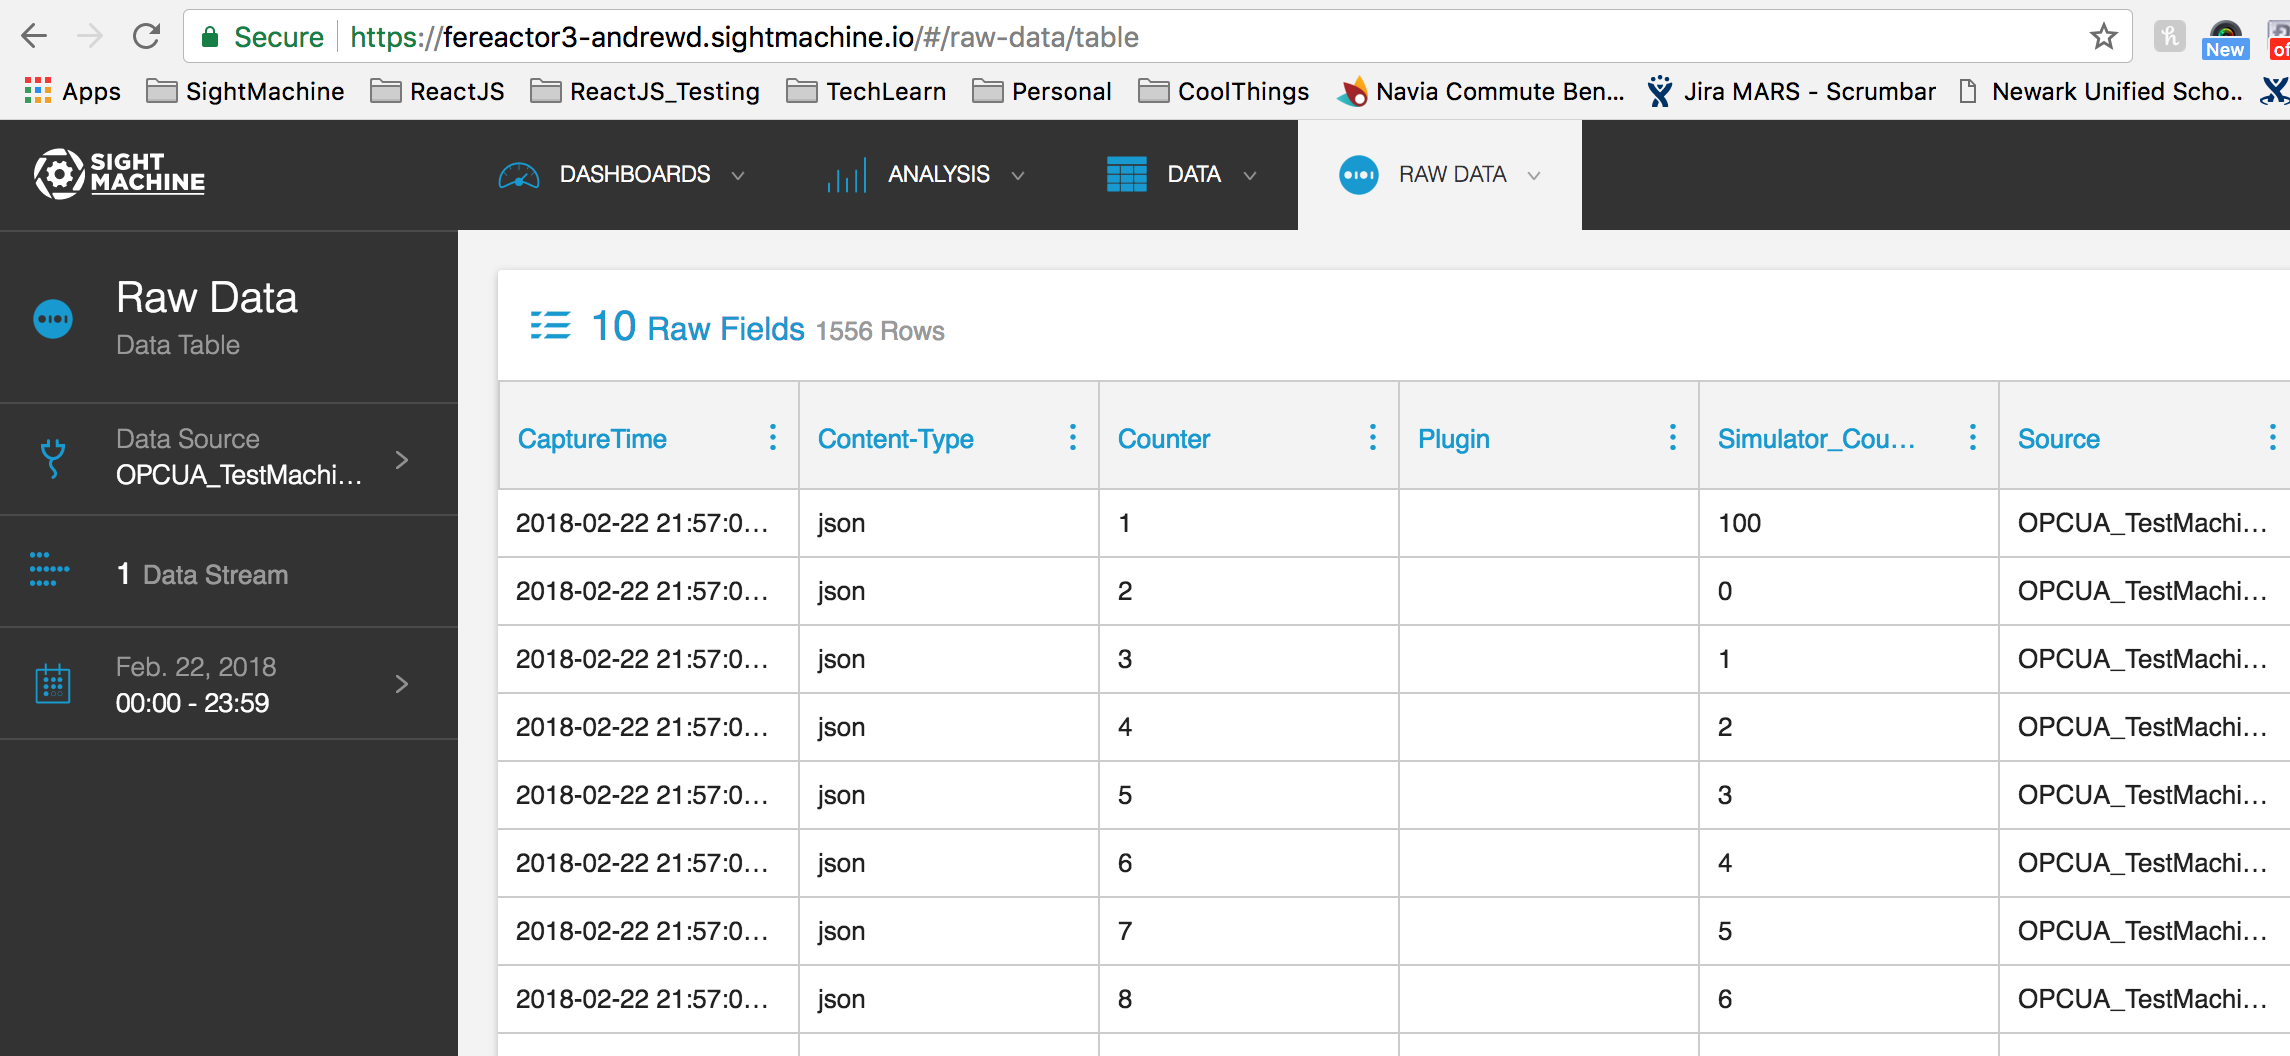 Secure https://fereactor3-andrewd.sightmachine.io/#/raw-data/table
New
of
Apps SightMachine ReactJS ReactJS_Testing TechLearn Personal CoolThings Navia Commute Ben... Jira MARS - Scrumbar Newark Unified Scho..
SIGHT MACHINE
DASHBOARDS ANALYSIS DATA RAW DATA
Raw Data
Data Table
Data Source
OPCUA_TestMachi...
1 Data Stream
Feb. 22, 2018
00:00 - 23:59
10 Raw Fields 1556 Rows
CaptureTime Content-Type Counter Plugin Simulator_Cou... Source
2018-02-22 21:57:0... json 1 100 OPCUA_TestMachi...
2018-02-22 21:57:0... json 2 0 OPCUA_TestMachi...
2018-02-22 21:57:0... json 3 1 OPCUA_TestMachi...
2018-02-22 21:57:0... json 4 2 OPCUA_TestMachi...
2018-02-22 21:57:0... json 5 3 OPCUA_TestMachi...
2018-02-22 21:57:0... json 6 4 OPCUA_TestMachi...
2018-02-22 21:57:0... json 7 5 OPCUA_TestMachi...
2018-02-22 21:57:0... json 8 6 OPCUA_TestMachi...